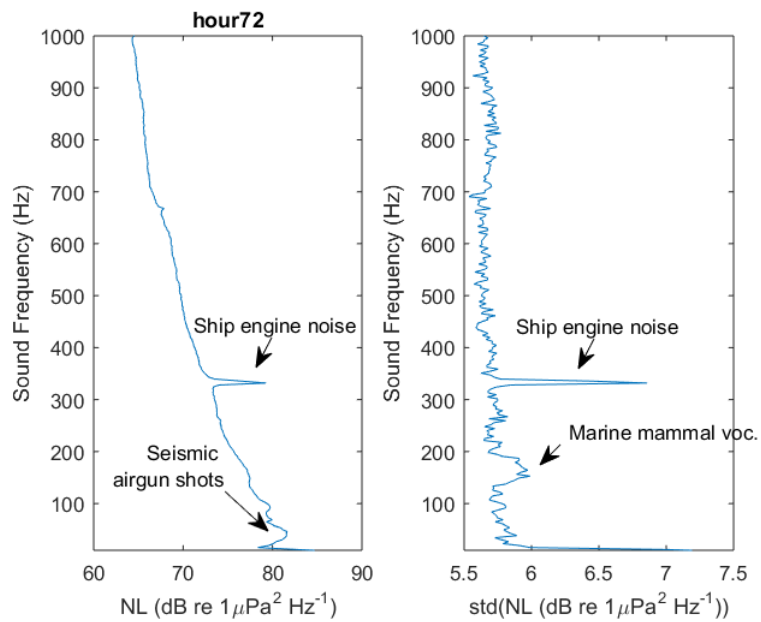 hour72
1000
900
800
700
600
500
400
300
200
100
Sound Frequency (Hz)
Ship engine noise
Seismic
airgun shots
60
70
80
90
NL (dB re 1μPa² Hz⁻¹)
1000
900
800
700
600
500
400
300
200
100
Sound Frequency (Hz)
Ship engine noise
Marine mammal voc.
5.5
6
6.5
7
7.5
std(NL (dB re 1μPa² Hz⁻¹))